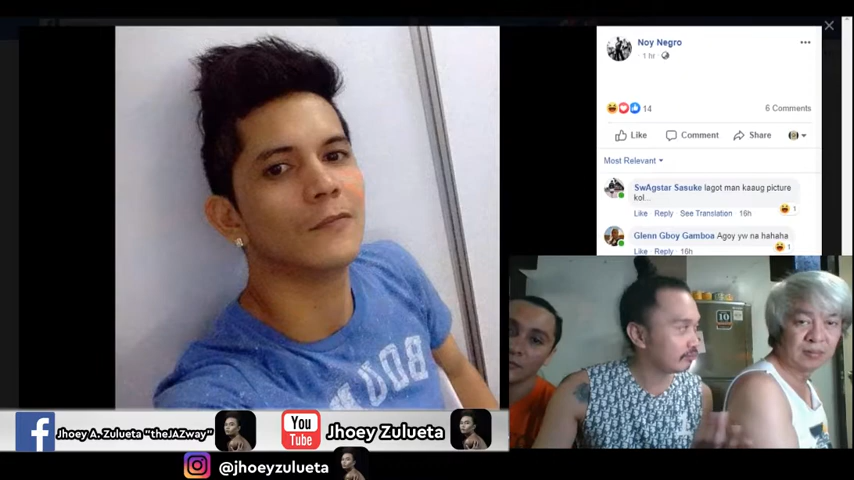 Noy Negro
1 hr
14
6 Comments
Like
Comment
Share
Most Relevant
SwAgstar Sasuke lagot man kaaug picture
kol...
Like Reply See Translation 16h
1
Glenn Gboy Gamboa Agoy yw na hahaha
1
Like Reply 16h
10
Jhoey A. Zulueta "theJAZway"
You
Tube
Jhoey Zulueta
@jhoeyzulueta